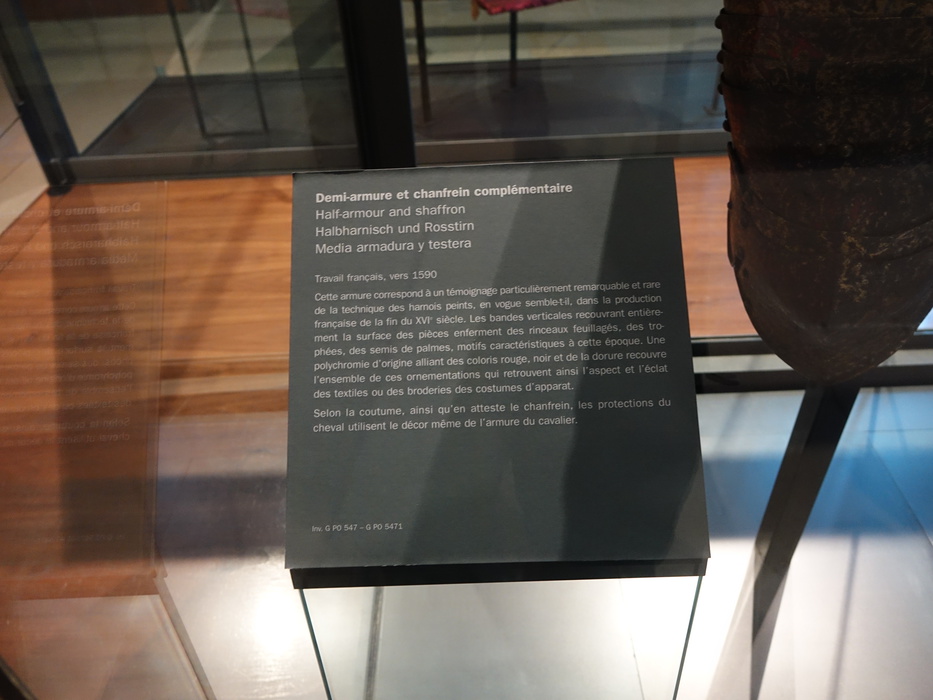 Demi-armure et chanfrein complémentaire
Half-armour and shaffron
Halbharnisch und Rosstirn
Media armadura y testera
Travail français, vers 1590
Cette armure correspond à un témoignage particulièrement remarquable et rare
de la technique des harnois peints, en vogue semble-t-il, dans la production
française de la fin du XVIe siècle. Les bandes verticales recouvrant entière-
ment la surface des pièces enferment des rinceaux feuillagés, des tro-
phées, des semis de palmes, motifs caractéristiques à cette époque. Une
polychromie d'origine alliant des coloris rouge, noir et de la dorure recouvre
l'ensemble de ces ornementations qui retrouvent ainsi l'aspect et l'éclat
des textiles ou des broderies des costumes d'apparat.
Selon la coutume, ainsi qu'en atteste le chanfrein, les protections du
cheval utilisent le décor même de l'armure du cavalier.
Inv. G PO 547 – G PO 5471